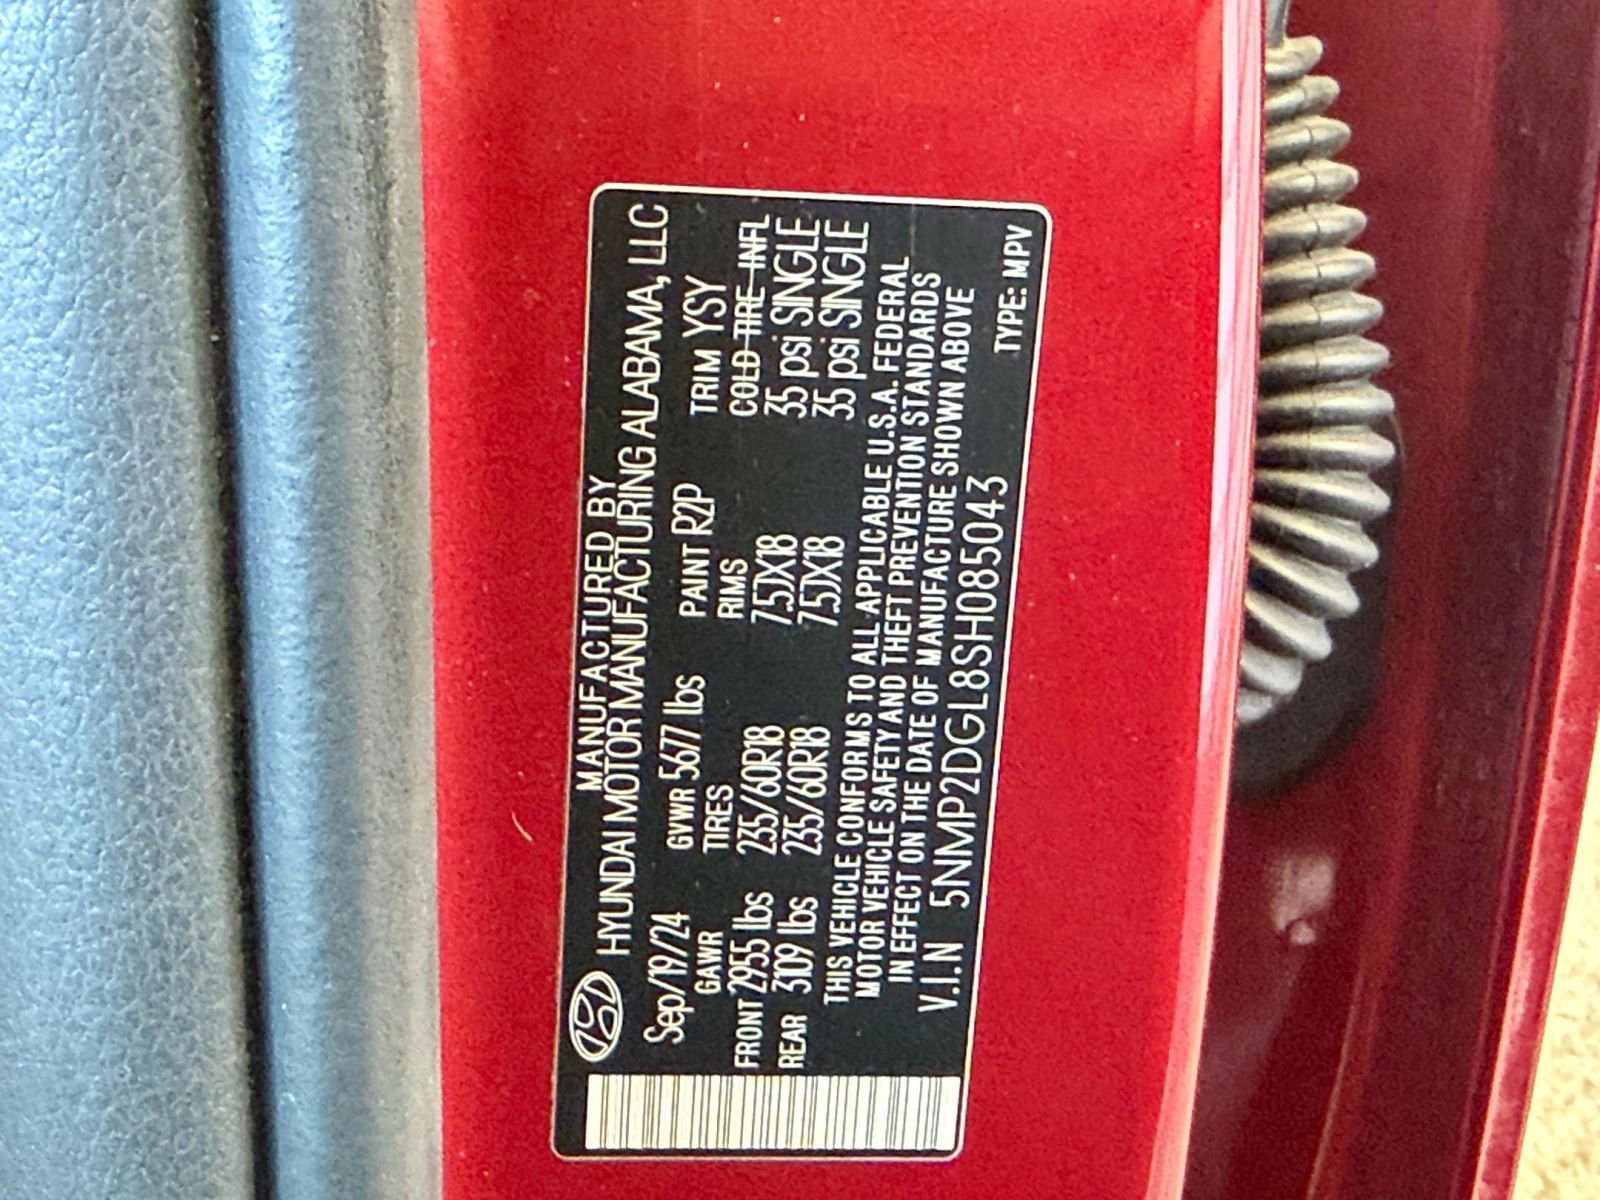 MANUFACTURED BY
HYUNDAI MOTOR MANUFACTURING ALABAMA, LLC
Sep/19/24 GVWR 5677 lbs PAINT R2P TRIM YSY
GAWR TIRES RIMS COLD TIRE INFL
FRONT 2955 lbs 235/60R18 7.5JX18 35 psi SINGLE
REAR 3109 lbs 235/60R18 7.5JX18 35 psi SINGLE
THIS VEHICLE CONFORMS TO ALL APPLICABLE U.S.A. FEDERAL
MOTOR VEHICLE SAFETY AND THEFT PREVENTION STANDARDS
IN EFFECT ON THE DATE OF MANUFACTURE SHOWN ABOVE
V.I.N 5NMP2DGL8SH085043 TYPE: MPV